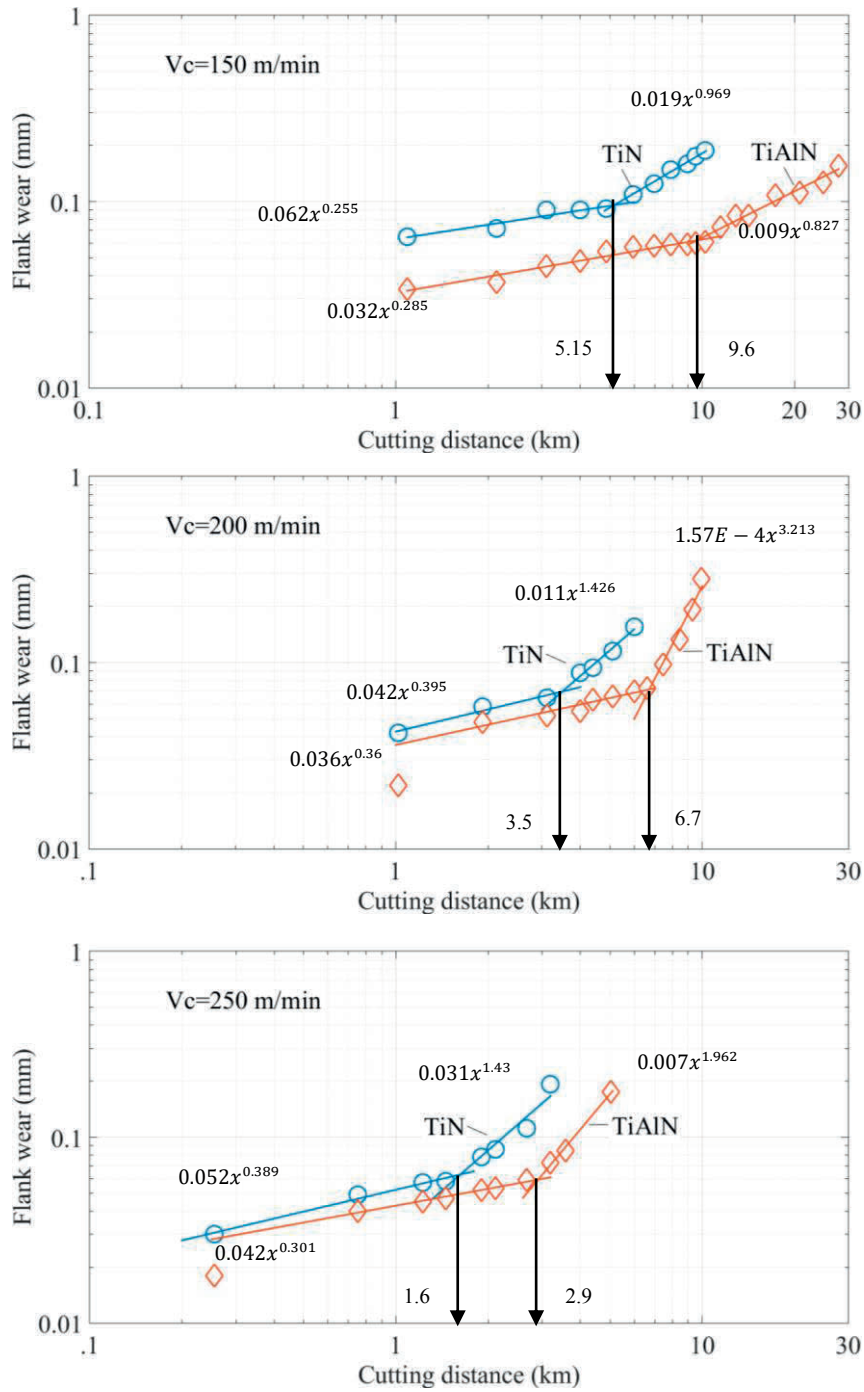 1
Vc=150 m/min
0.019x^0.969
TiN
TiAlN
0.1
0.062x^0.255
0.009x^0.827
0.032x^0.285
5.15
9.6
0.01
0.1
1
10
20
30
Flank wear (mm)
Cutting distance (km)
1
Vc=200 m/min
1.57E − 4x^3.213
0.011x^1.426
TiN
TiAlN
0.1
0.042x^0.395
0.036x^0.36
3.5
6.7
0.01
.1
1
10
30
Flank wear (mm)
Cutting distance (km)
1
Vc=250 m/min
0.031x^1.43
0.007x^1.962
TiN
TiAlN
0.1
0.052x^0.389
0.042x^0.301
1.6
2.9
0.01
.1
1
10
30
Flank wear (mm)
Cutting distance (km)